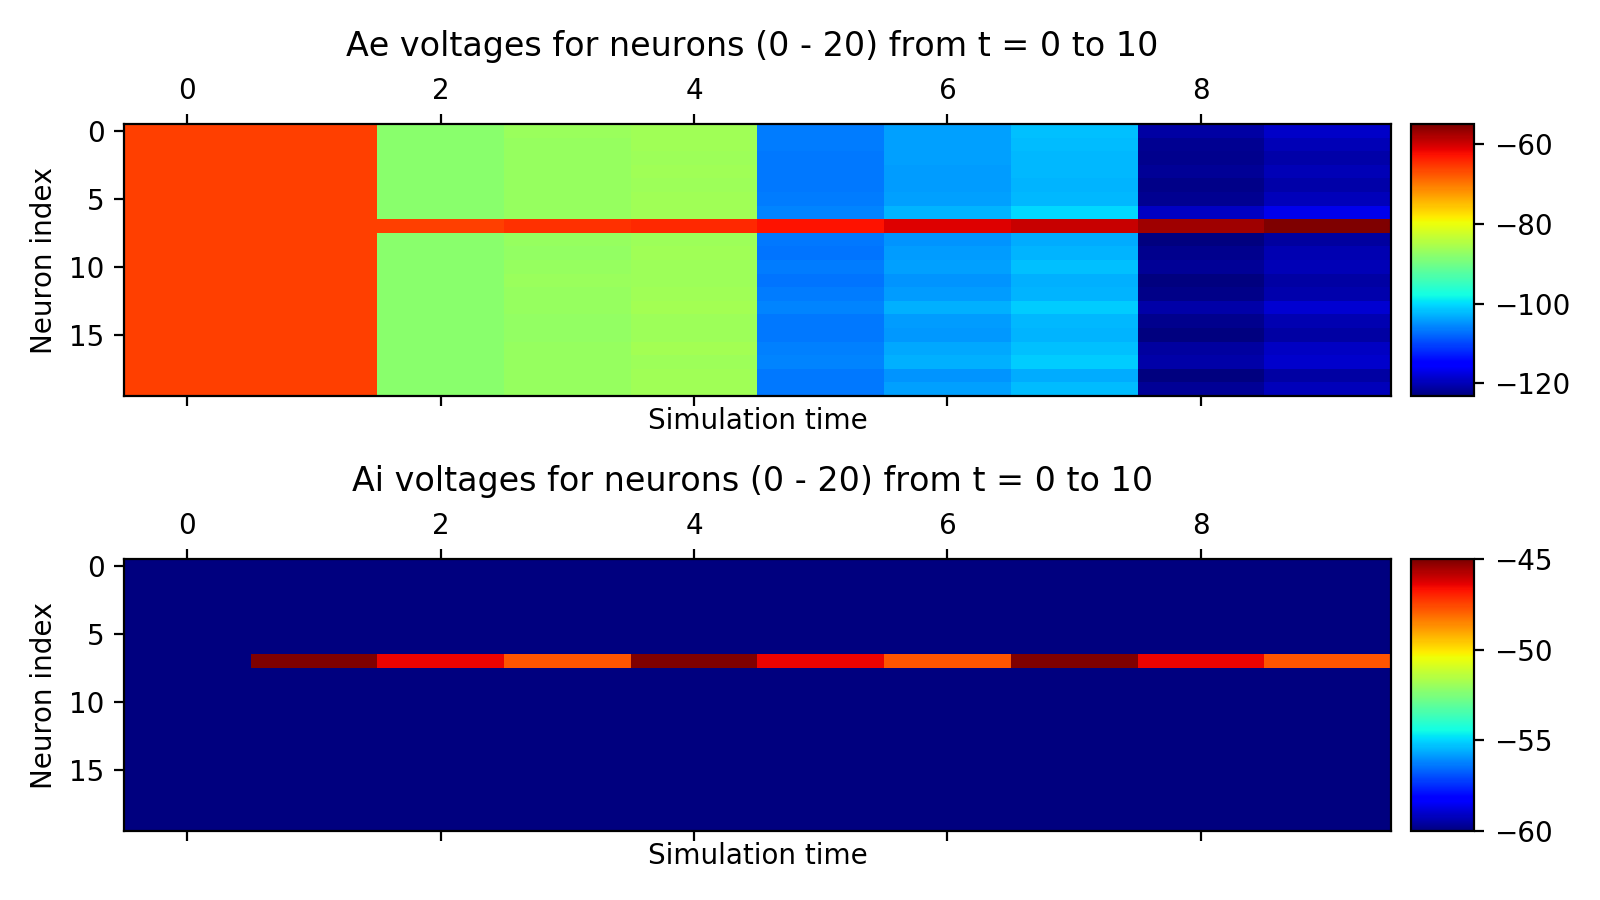 Ae voltages for neurons (0 - 20) from t = 0 to 10
0 2 4 6 8
Neuron index
0
5
10
15
−60
−80
−100
−120
Simulation time
Ai voltages for neurons (0 - 20) from t = 0 to 10
0 2 4 6 8
Neuron index
0
5
10
15
−45
−50
−55
−60
Simulation time